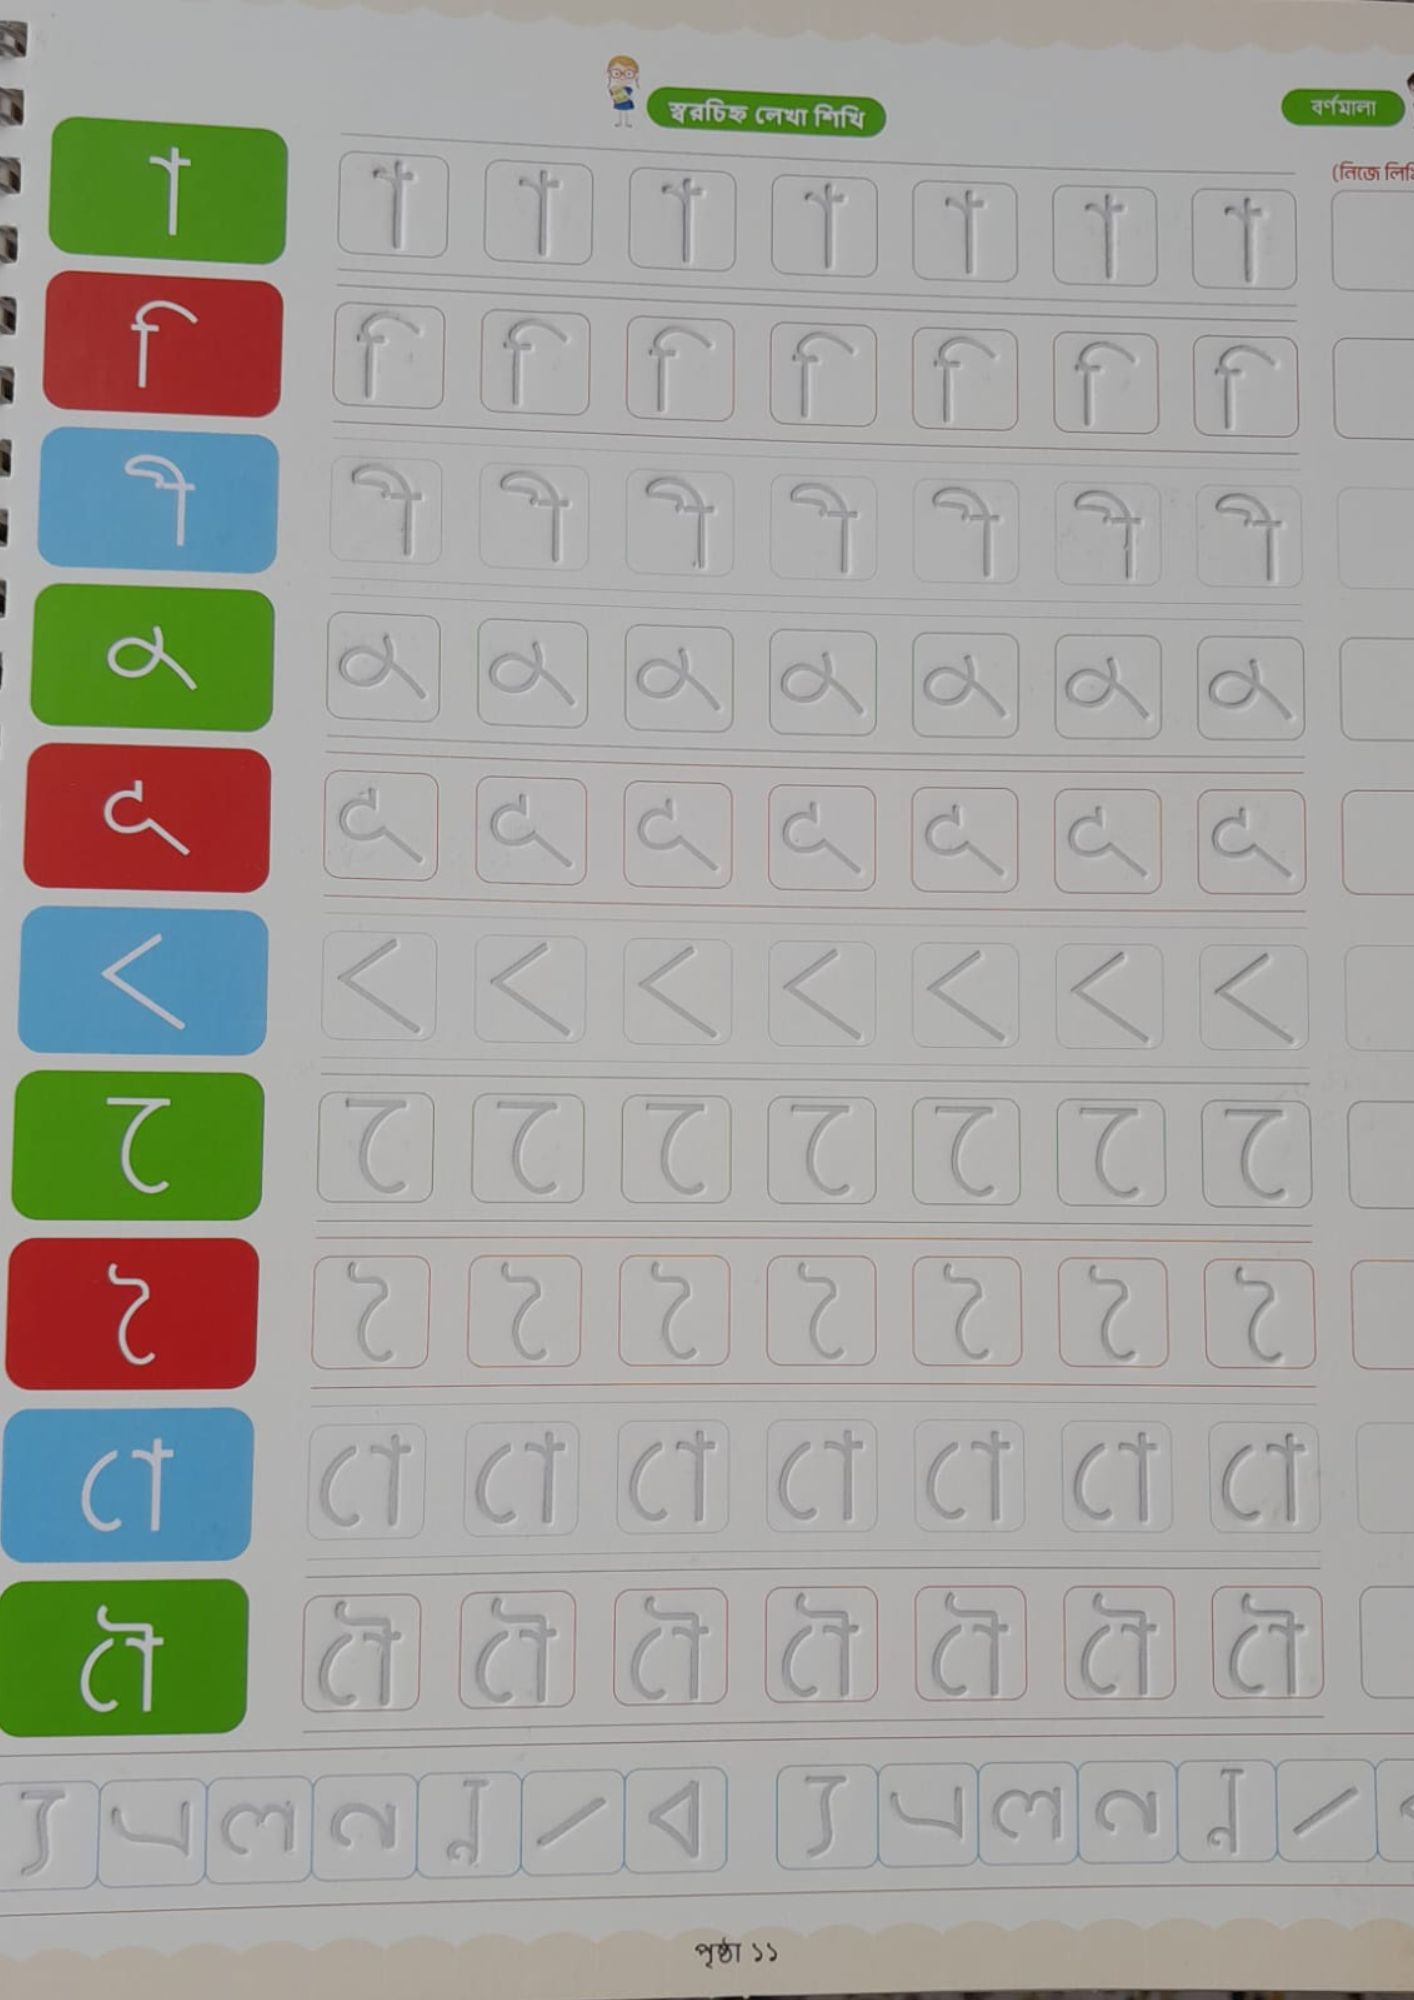 স্বরচিহ্ন লেখা শিখি
বর্ণমালা
(নিজে
া া া া া া া া
ি ি ি ি ি ি ি ি
ী ী ী ী ী ী ী ী
ু ু ু ু ু ু ু ু
ূ ূ ূ ূ ূ ূ ূ ূ
ৃ ৃ ৃ ৃ ৃ ৃ ৃ ৃ
ে ে ে ে ে ে ে ে
ৈ ৈ ৈ ৈ ৈ ৈ ৈ ৈ
ো ো ো ো ো ো ো ো
ৌ ৌ ৌ ৌ ৌ ৌ ৌ ৌ
পৃষ্ঠা ১১